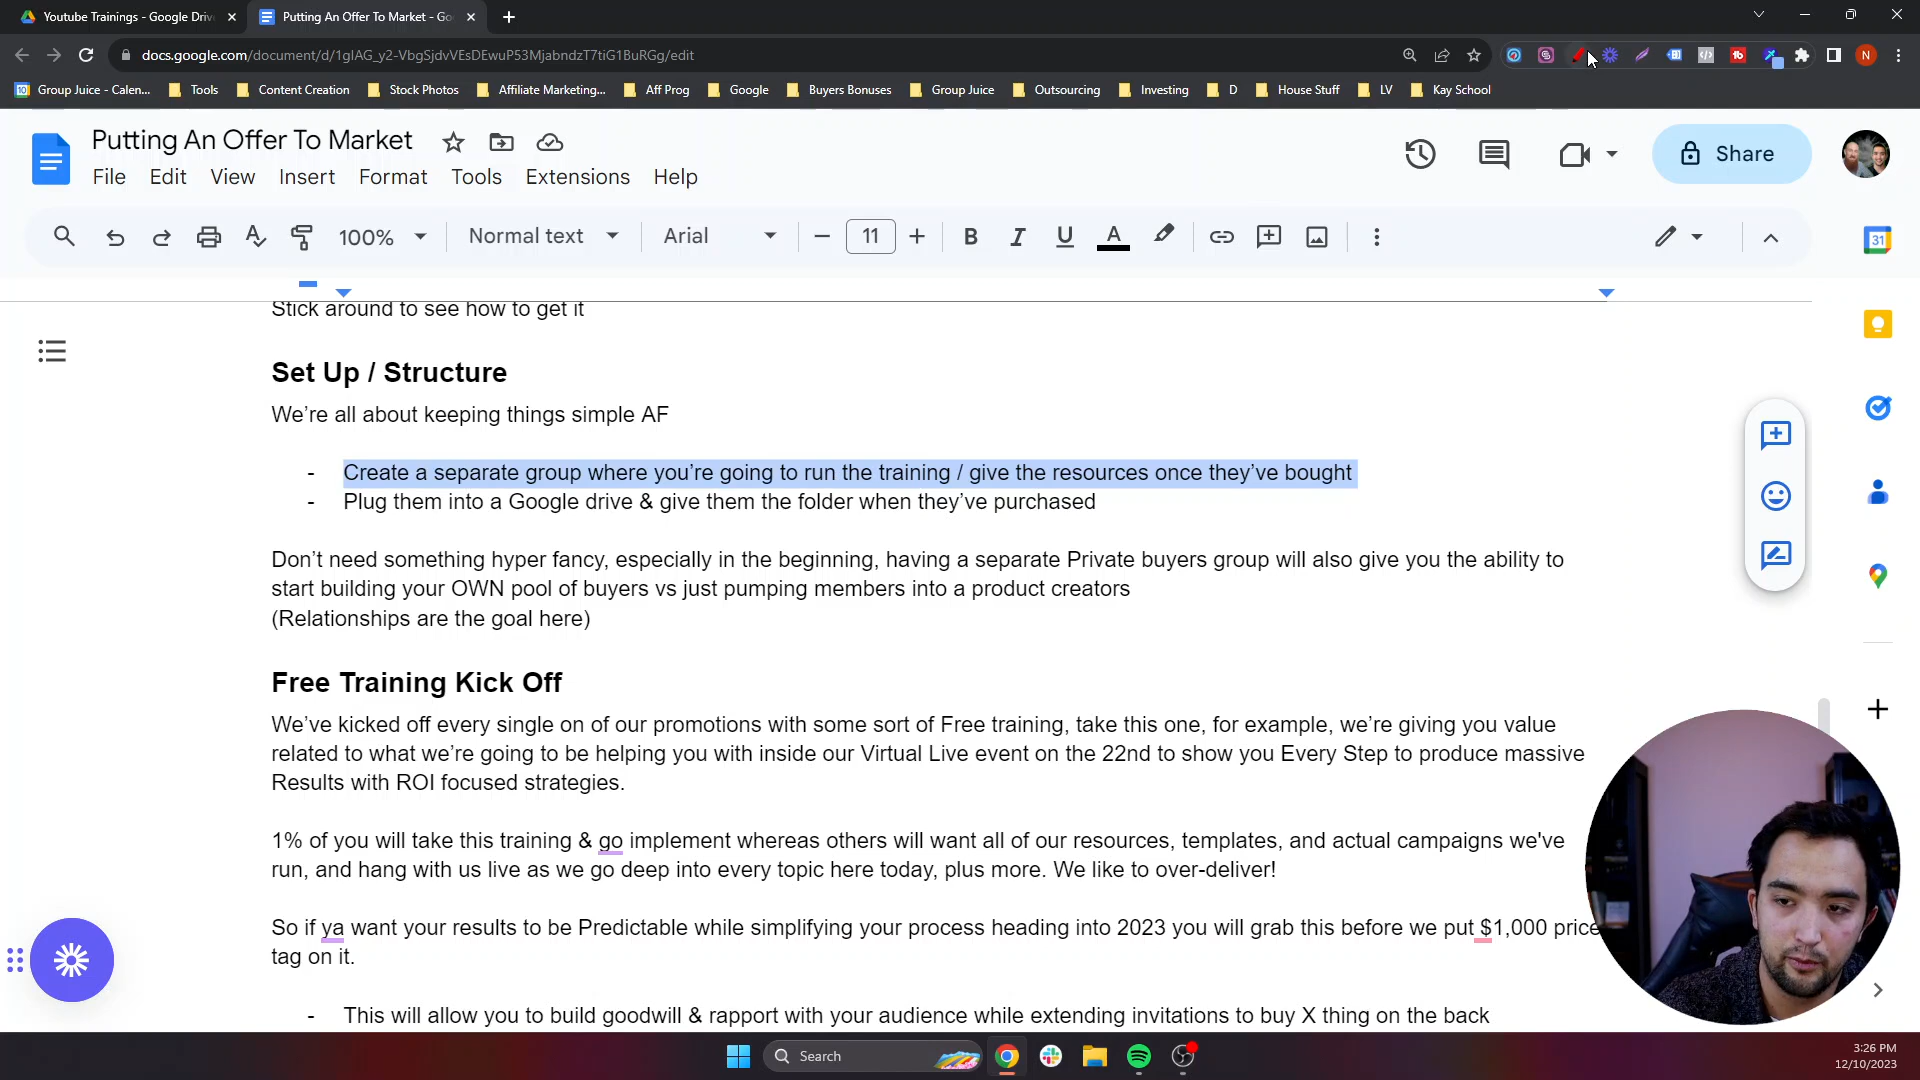 Youtube Trainings - Google Driv
Putting An Offer To Market - Go
docs.google.com/document/d/1gIAG_y2-VbgSjdvVEsDEwuP53MjabndzT7tiG1BuRGg/edit
N
Group Juice - Calen...
Tools
Content Creation
Stock Photos
Affiliate Marketing...
Aff Prog
Google
Buyers Bonuses
Group Juice
Outsourcing
Investing
D
House Stuff
LV
Kay School
Putting An Offer To Market
Share
File Edit View Insert Format Tools Extensions Help
100% Normal text Arial 11 B I U A
31
Stick around to see how to get it
Set Up / Structure
We're all about keeping things simple AF
- Create a separate group where you're going to run the training / give the resources once they've bought
- Plug them into a Google drive & give them the folder when they've purchased
Don't need something hyper fancy, especially in the beginning, having a separate Private buyers group will also give you the ability to
start building your OWN pool of buyers vs just pumping members into a product creators
(Relationships are the goal here)
Free Training Kick Off
We've kicked off every single on of our promotions with some sort of Free training, take this one, for example, we're giving you value
related to what we're going to be helping you with inside our Virtual Live event on the 22nd to show you Every Step to produce massive
Results with ROI focused strategies.
1% of you will take this training & go implement whereas others will want all of our resources, templates, and actual campaigns we've
run, and hang with us live as we go deep into every topic here today, plus more. We like to over-deliver!
So if ya want your results to be Predictable while simplifying your process heading into 2023 you will grab this before we put $1,000 price
tag on it.
- This will allow you to build goodwill & rapport with your audience while extending invitations to buy X thing on the back
Search
3:26 PM
12/10/2023